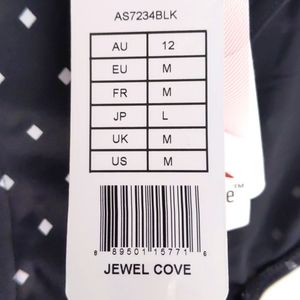 AS7234BLK
AU 12
EU M
FR M
JP L
UK M
US M
6 89501 15771 6
JEWEL COVE